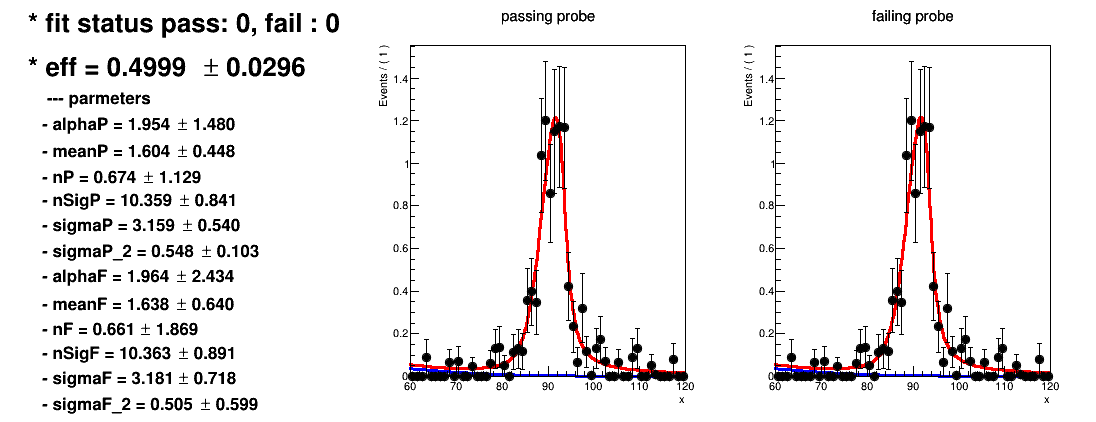 * fit status pass: 0, fail : 0
* eff = 0.4999 ± 0.0296
--- parmeters
- alphaP = 1.954 ± 1.480
- meanP = 1.604 ± 0.448
- nP = 0.674 ± 1.129
- nSigP = 10.359 ± 0.841
- sigmaP = 3.159 ± 0.540
- sigmaP_2 = 0.548 ± 0.103
- alphaF = 1.964 ± 2.434
- meanF = 1.638 ± 0.640
- nF = 0.661 ± 1.869
- nSigF = 10.363 ± 0.891
- sigmaF = 3.181 ± 0.718
- sigmaF_2 = 0.505 ± 0.599
passing probe
Events / ( 1 )
1.4
1.2
1
0.8
0.6
0.4
0.2
0
60 70 80 90 100 110 120
x
failing probe
Events / ( 1 )
1.4
1.2
1
0.8
0.6
0.4
0.2
0
60 70 80 90 100 110 120
x